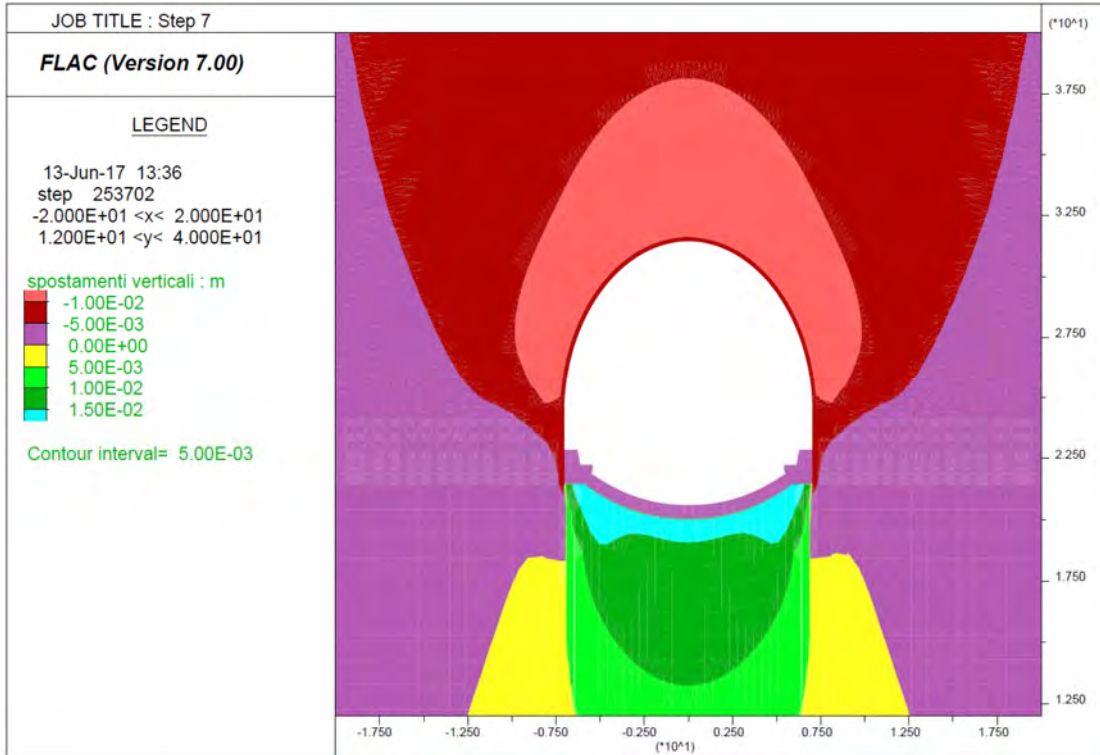 JOB TITLE : Step 7
FLAC (Version 7.00)
LEGEND
13-Jun-17 13:36
step 253702
-2.000E+01 <x< 2.000E+01
1.200E+01 <y< 4.000E+01
spostamenti verticali : m
-1.00E-02
-5.00E-03
0.00E+00
5.00E-03
1.00E-02
1.50E-02
Contour interval= 5.00E-03
(*10^1)
3.750
3.250
2.750
2.250
1.750
1.250
-1.750
-1.250
-0.750
-0.250
0.250
0.750
1.250
1.750
(*10^1)